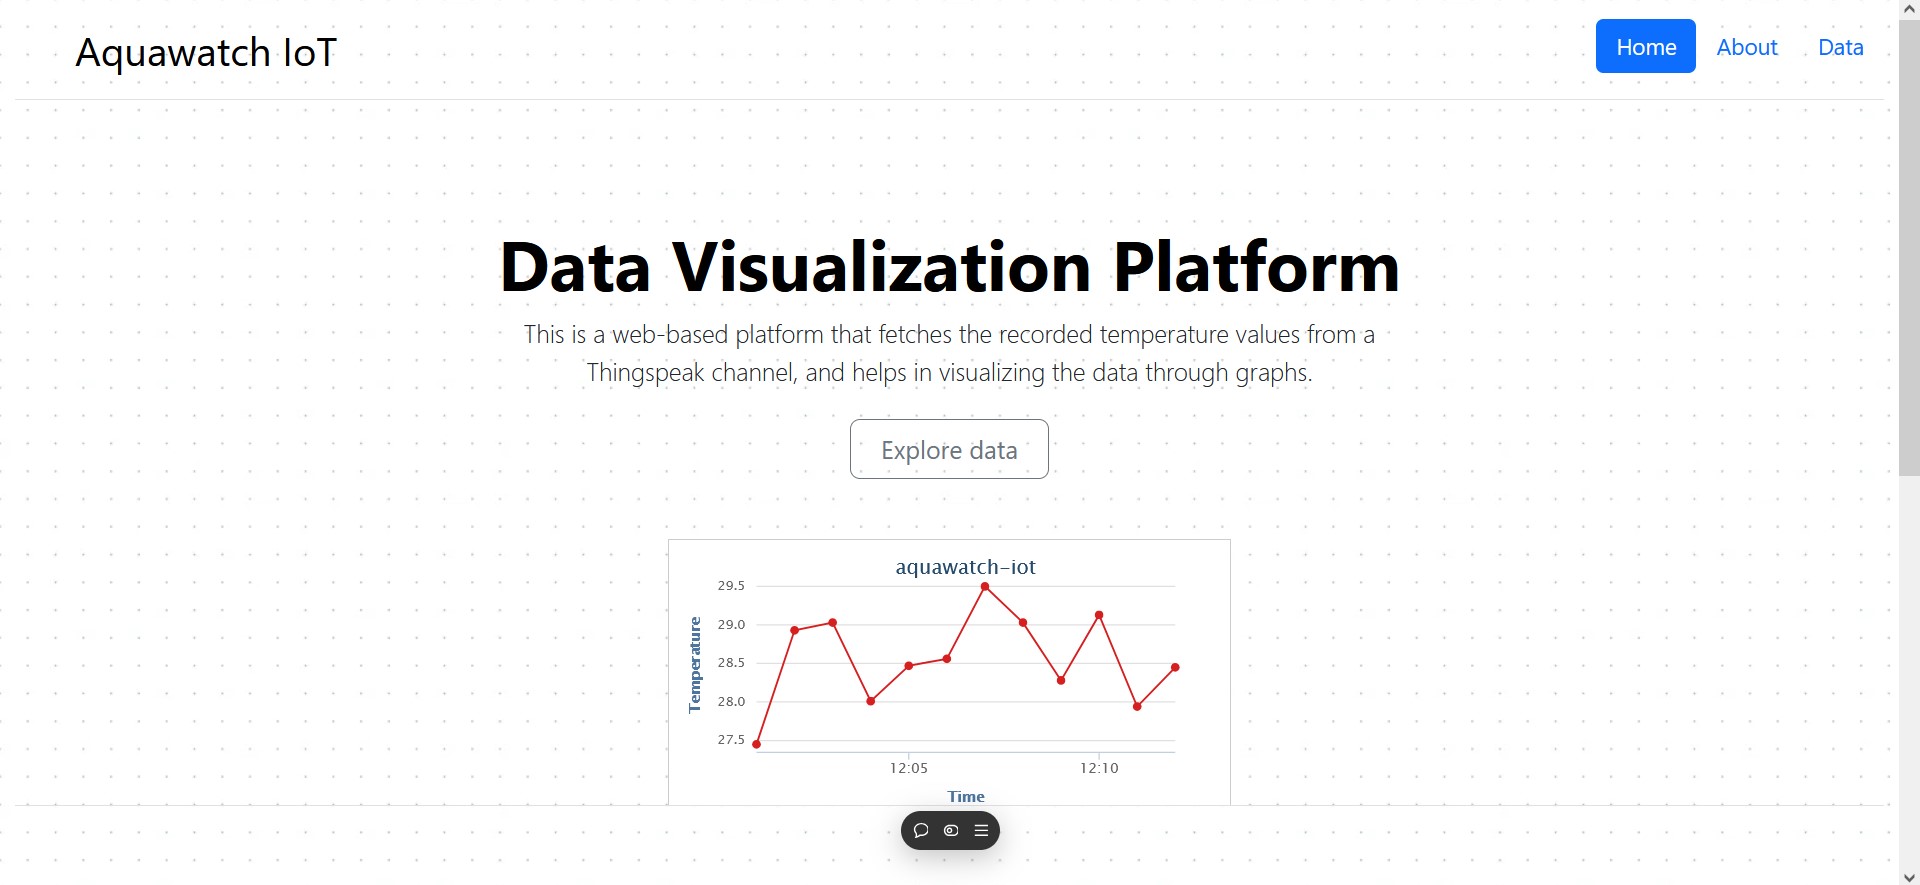 Aquawatch IoT
Home About Data
Data Visualization Platform
This is a web-based platform that fetches the recorded temperature values from a
Thingspeak channel, and helps in visualizing the data through graphs.
Explore data
aquawatch-iot
Temperature
29.5
29.0
28.5
28.0
27.5
12:05 12:10
Time